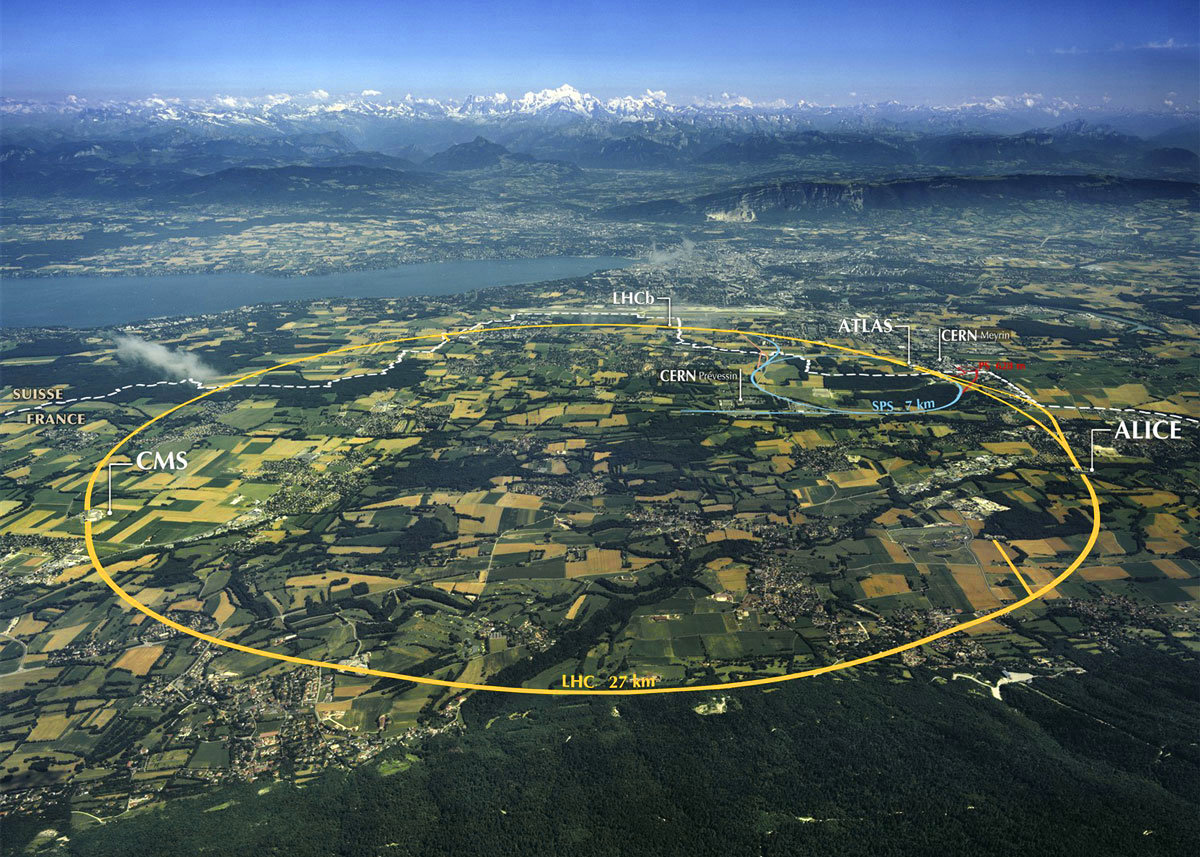 LHCb
ATLAS
CERN Meyrin
CERN Prévessin
SPS 7 km
SUISSE
FRANCE
ALICE
CMS
LHC 27 km